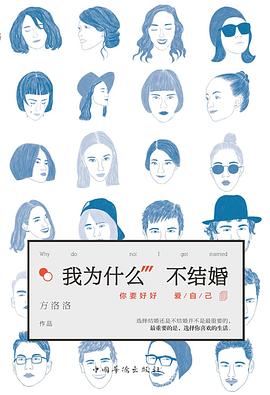 Why do not I get married
我为什么 不结婚
你要好好 爱/自/己
方洛洛
作品
选择结婚还是不结婚并不是最重要的,
最重要的是,选择你喜欢的生活.
中国华侨出版社